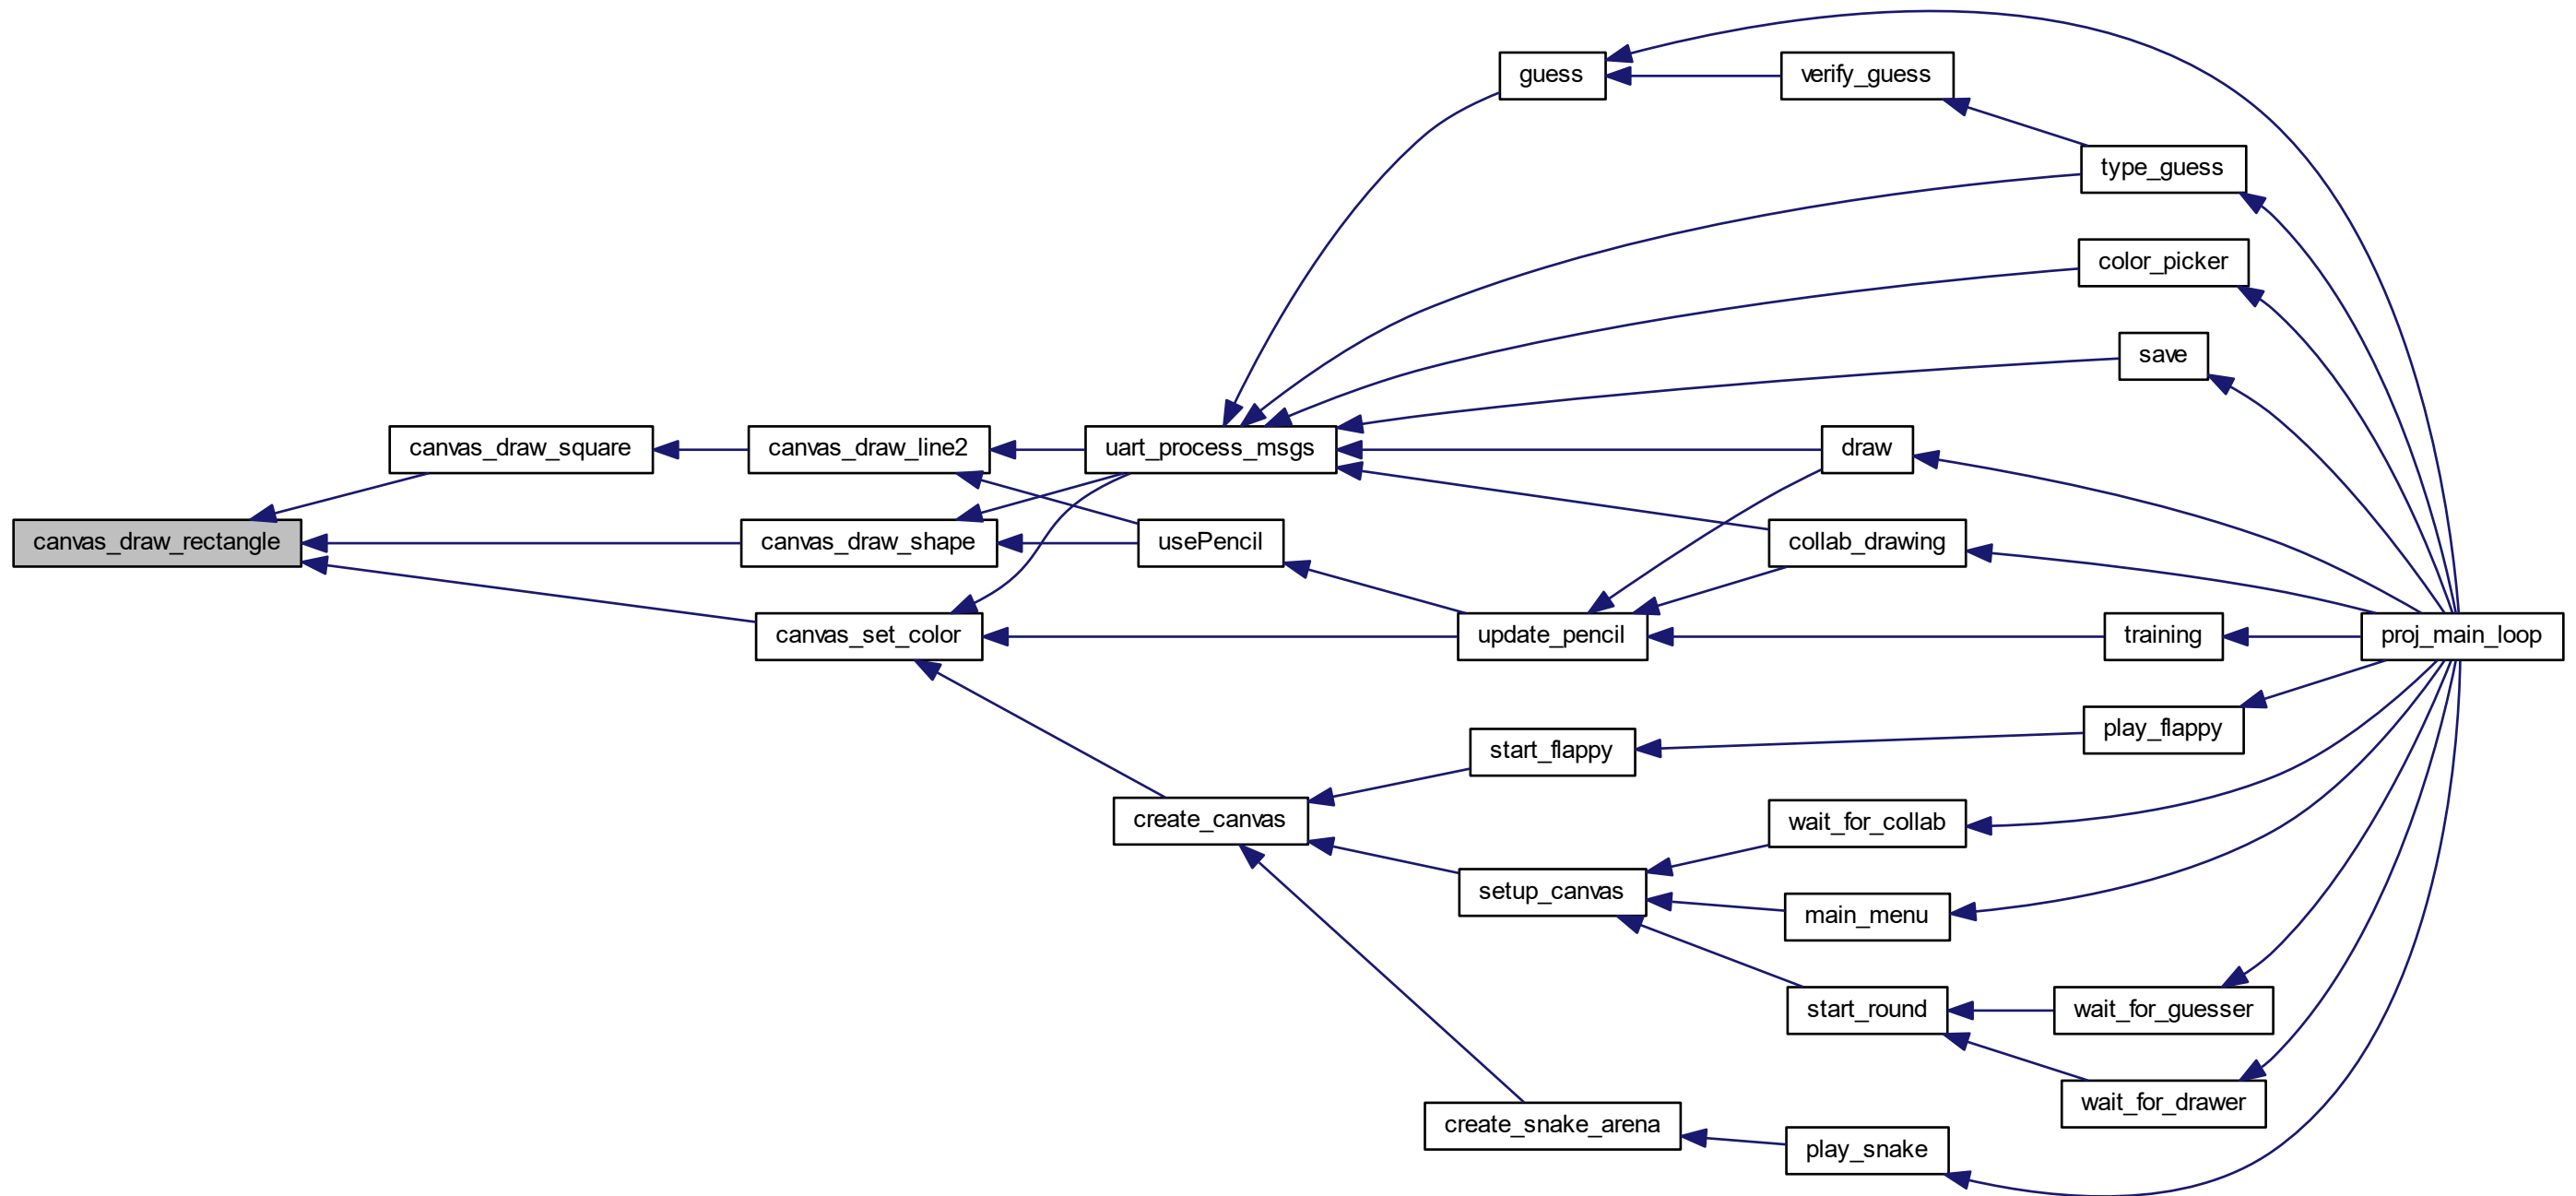 guess
verify_guess
type_guess
color_picker
save
canvas_draw_square
canvas_draw_line2
uart_process_msgs
draw
canvas_draw_rectangle
canvas_draw_shape
usePencil
collab_drawing
canvas_set_color
update_pencil
training
proj_main_loop
play_flappy
start_flappy
create_canvas
wait_for_collab
setup_canvas
main_menu
start_round
wait_for_guesser
wait_for_drawer
create_snake_arena
play_snake